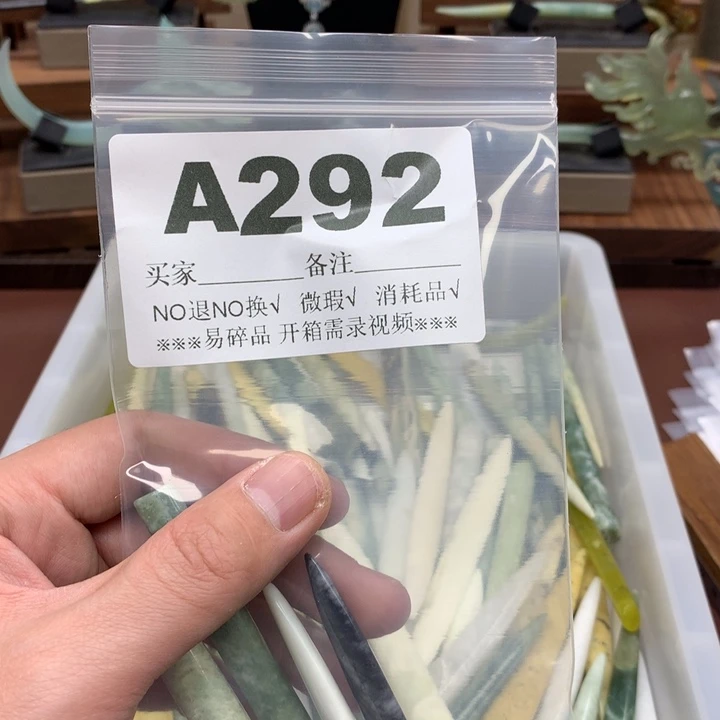 A292
买家________备注________
NO退NO换√ 微瑕√ 消耗品√
※※※易碎品 开箱需录视频※※※